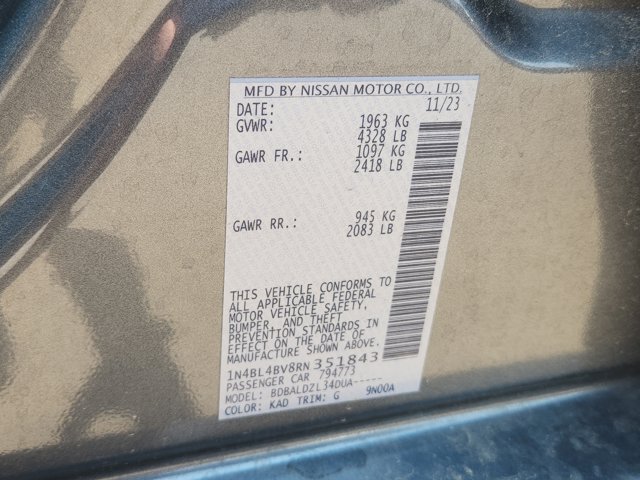 MFD BY NISSAN MOTOR CO., LTD.
DATE: 11/23
GVWR: 1963 KG
4328 LB
GAWR FR.: 1097 KG
2418 LB
GAWR RR.: 945 KG
2083 LB
THIS VEHICLE CONFORMS TO
ALL APPLICABLE FEDERAL
MOTOR VEHICLE SAFETY,
BUMPER, AND THEFT
PREVENTION STANDARDS IN
EFFECT ON THE DATE OF
MANUFACTURE SHOWN ABOVE.
1N4BL4BV8RN351843
PASSENGER CAR 794773
MODEL: BDBALDZL34DUA-----
COLOR: KAD TRIM: G 9N00A